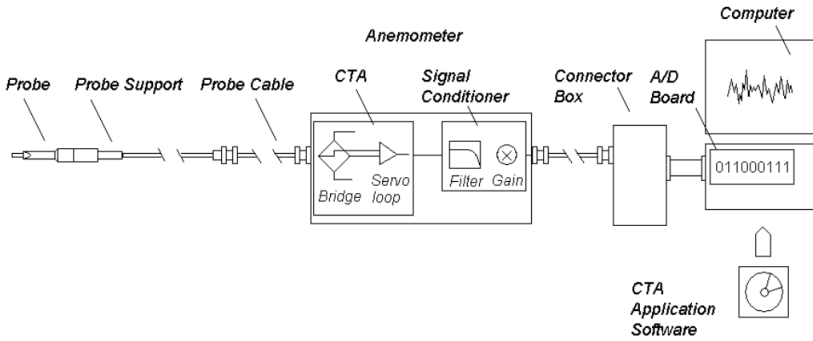 Computer
Anemometer
Probe
Probe Support
Probe Cable
CTA
Signal
Conditioner
Connector
Box
A/D
Board
Bridge
Servo
loop
Filter
Gain
011000111
CTA
Application
Software